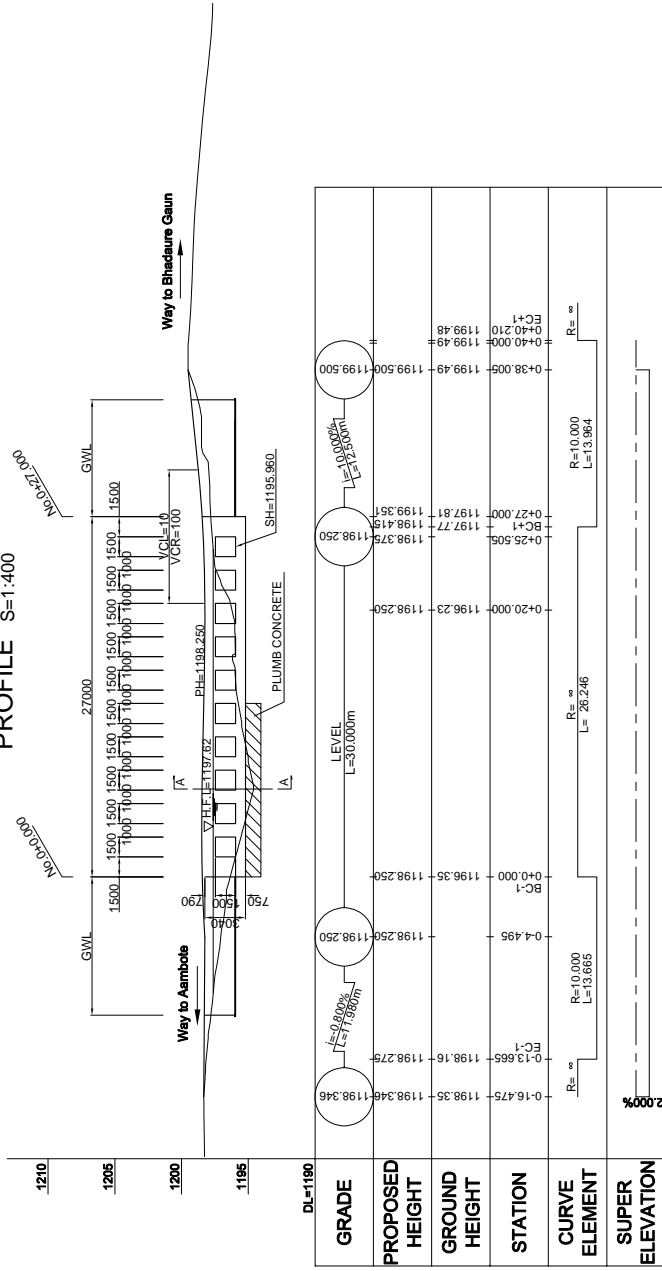 PROFILE S=1:400
No.0+0.000
No.0+27.000
GWL
27000
GWL
1500
1500
1500
1500
1500
1500
1500
1500
1500
1500
1500
1500
1000
1000
1000
1000
1000
1000
1000
1000
1000
VCL=10
VCR=100
Way to Aambote
Way to Bhadaure Gaun
PH=1198.250
H.F.L=1197.62
SH=1195.960
A
A
PLUMB CONCRETE
790
1500
3040
750
1210
1205
1200
1195
DL=1190
GRADE
1198.346
i=-0.800%
L=11.980m
1198.250
LEVEL
L=30.000m
1198.250
i=10.000%
L=12.500m
1199.500
PROPOSED
HEIGHT
1198.346
1198.275
1198.250
1198.250
1198.250
1198.375
1198.415
1199.351
1199.500
GROUND
HEIGHT
1198.35
1198.16
1196.35
1196.23
1197.77
1197.81
1199.49
1199.49
1199.48
STATION
0-16.475
0-13.665
EC-1
0-4.495
0+0.000
BC-1
0+20.000
0+25.505
BC+1
0+27.000
0+38.005
0+40.000
0+40.210
EC+1
CURVE
ELEMENT
R= ∞
R=10.000
L=13.665
R= ∞
L= 26.246
R=10.000
L=13.964
R= ∞
SUPER
ELEVATION
2.000%